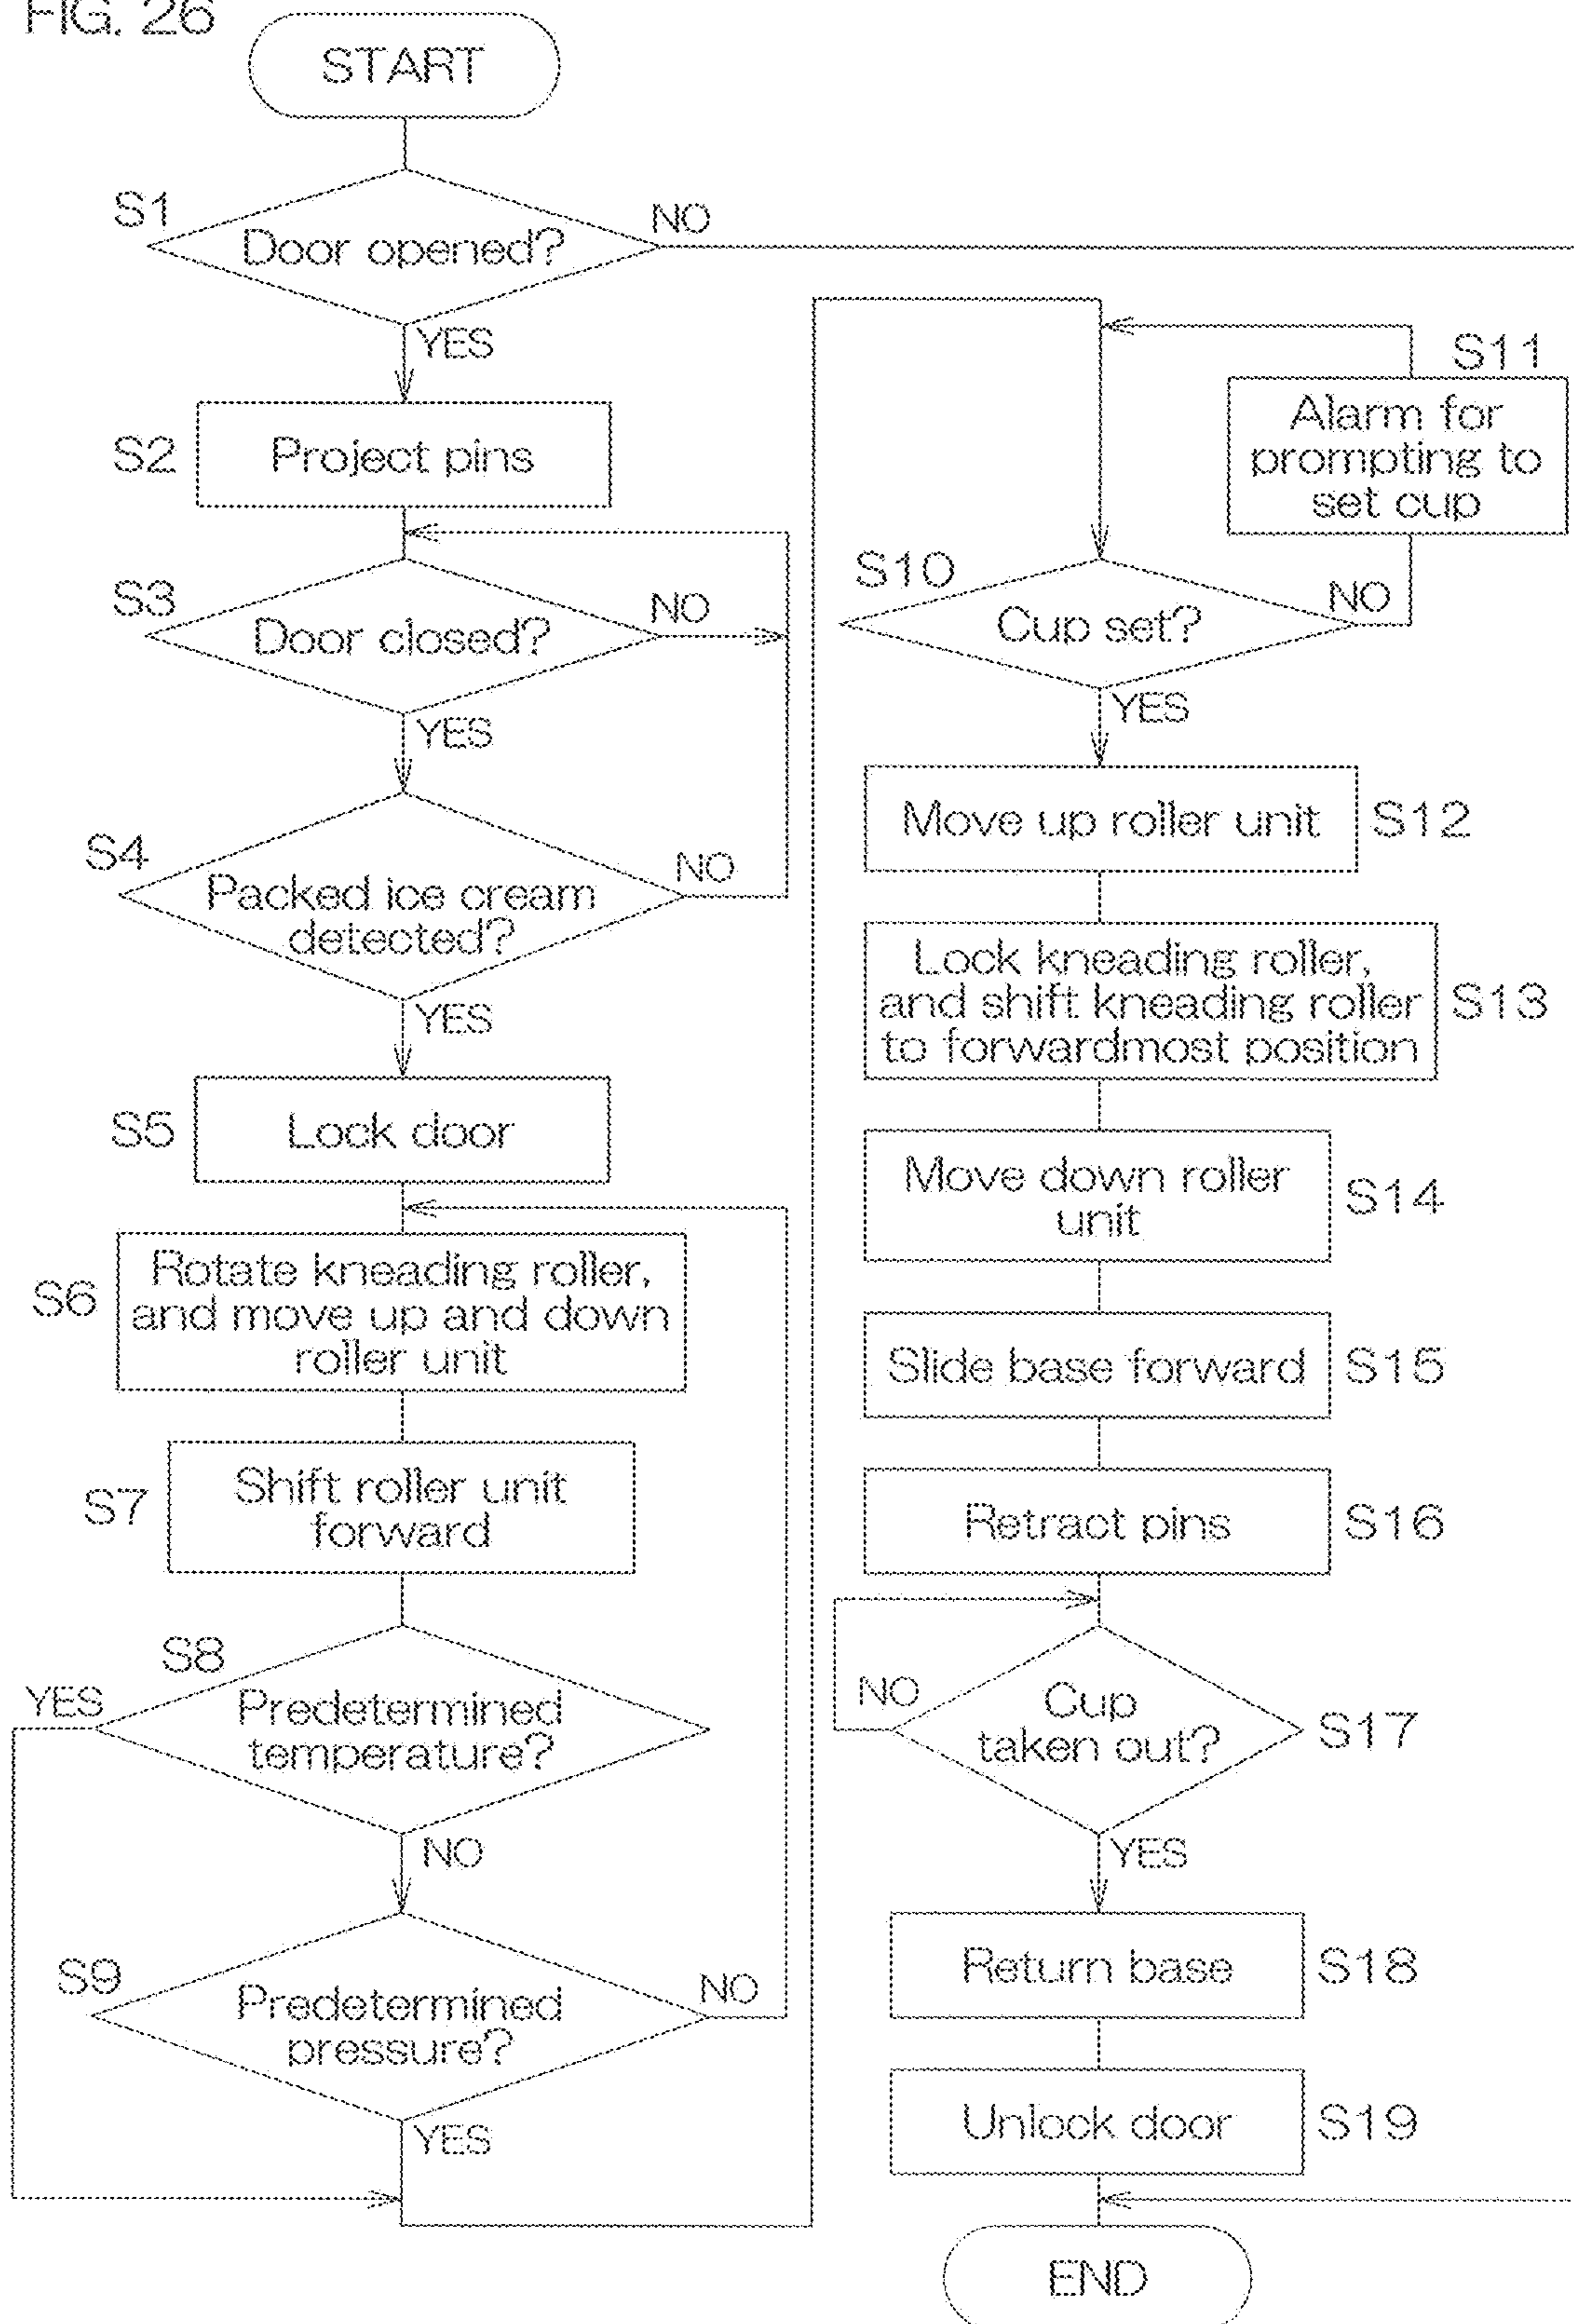 FIG. 26
START
S1
Door opened?
NO
YES
S2
Project pins
S3
Door closed?
NO
YES
S4
Packed ice cream
detected?
NO
YES
S5
Lock door
S6
Rotate kneading roller,
and move up and down
roller unit
S7
Shift roller unit
forward
S8
YES
Predetermined
temperature?
NO
S9
Predetermined
pressure?
NO
YES
S11
Alarm for
prompting to
set cup
S10
Cup set?
NO
YES
Move up roller unit
S12
Lock kneading roller,
and shift kneading roller
to forwardmost position
S13
Move down roller
unit
S14
Slide base forward
S15
Retract pins
S16
NO
Cup
taken out?
S17
YES
Return base
S18
Unlock door
S19
END